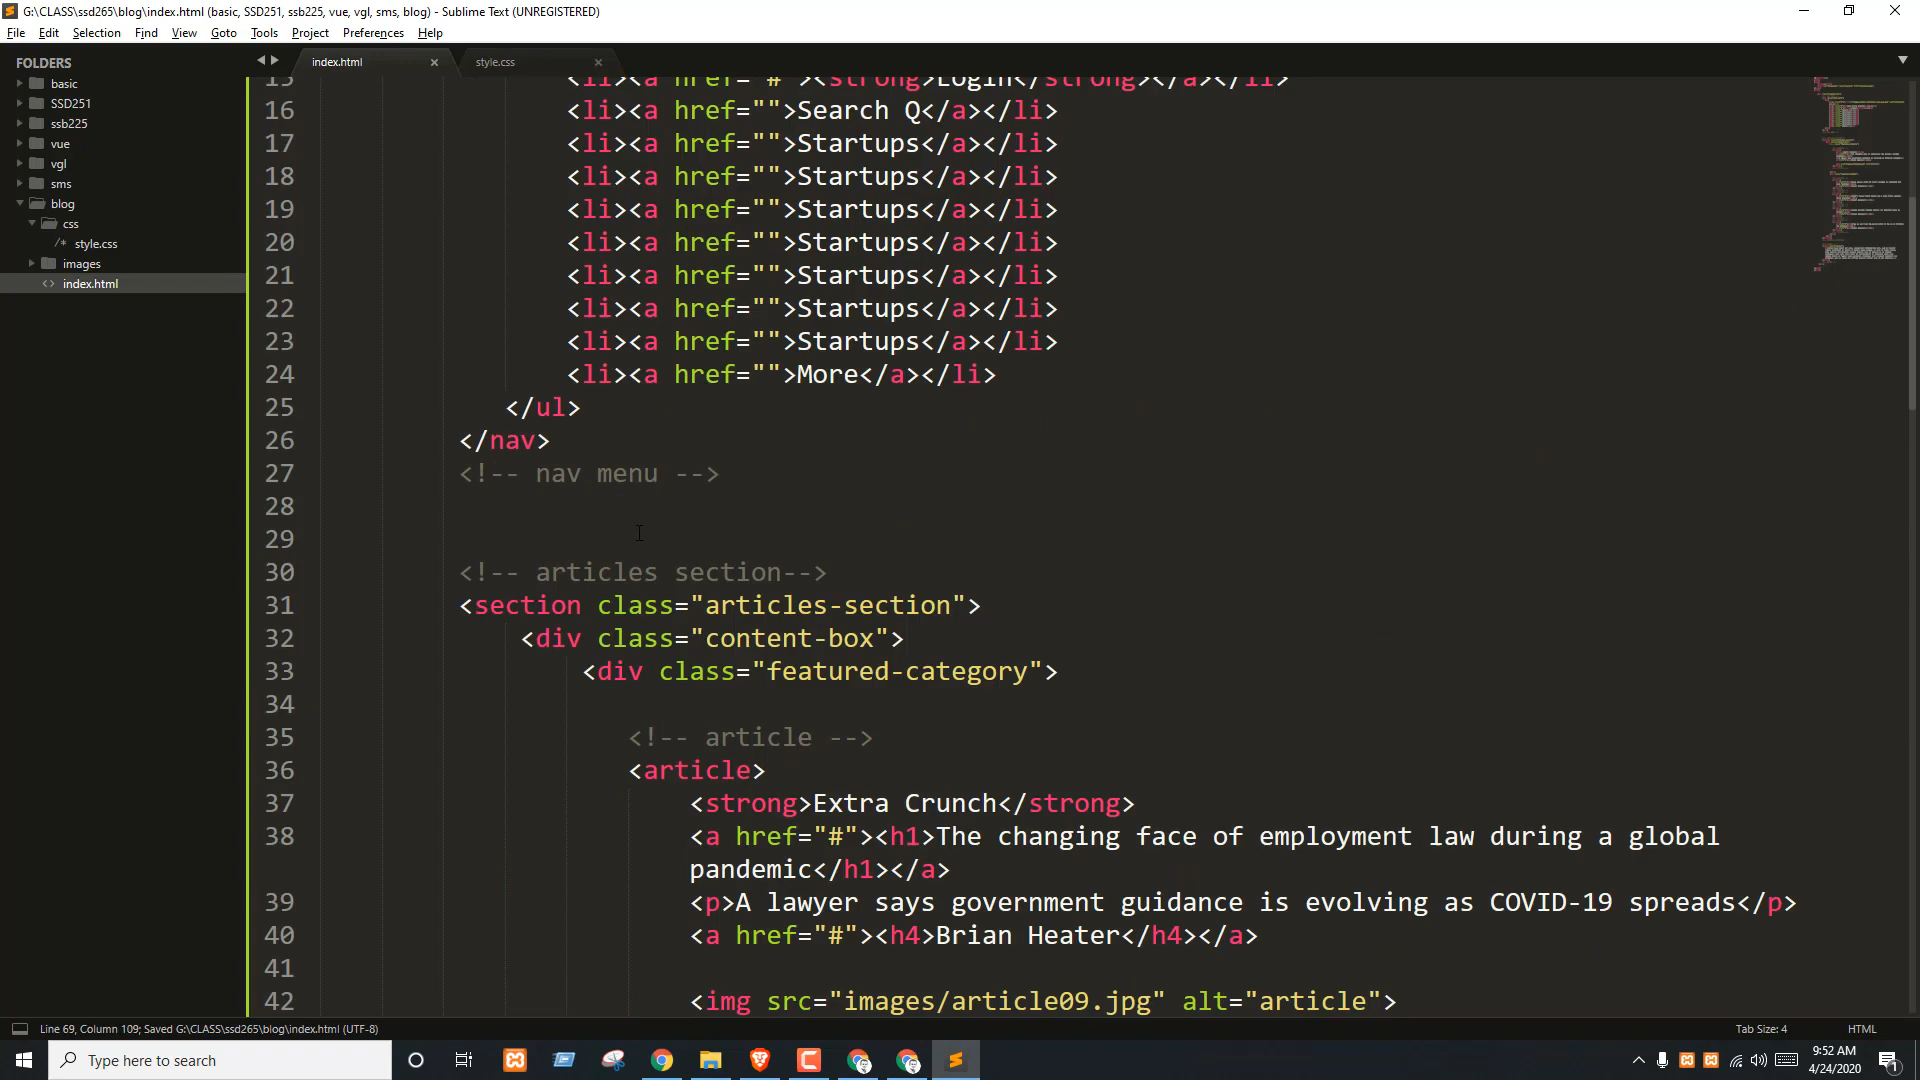 G:\CLASS\ssd265\blog\index.html (basic, SSD251, ssb225, vue, vgl, sms, blog) - Sublime Text (UNREGISTERED)
File Edit Selection Find View Goto Tools Project Preferences Help
FOLDERS
basic
SSD251
ssb225
vue
vgl
sms
blog
css
/* style.css
images
<> index.html
index.html × style.css ×
15 <li><a href="#"><strong>Login</strong></a></li>
16 <li><a href="">Search Q</a></li>
17 <li><a href="">Startups</a></li>
18 <li><a href="">Startups</a></li>
19 <li><a href="">Startups</a></li>
20 <li><a href="">Startups</a></li>
21 <li><a href="">Startups</a></li>
22 <li><a href="">Startups</a></li>
23 <li><a href="">Startups</a></li>
24 <li><a href="">More</a></li>
25 </ul>
26 </nav>
27 <!-- nav menu -->
28
29
30 <!-- articles section-->
31 <section class="articles-section">
32 <div class="content-box">
33 <div class="featured-category">
34
35 <!-- article -->
36 <article>
37 <strong>Extra Crunch</strong>
38 <a href="#"><h1>The changing face of employment law during a global
pandemic</h1></a>
39 <p>A lawyer says government guidance is evolving as COVID-19 spreads</p>
40 <a href="#"><h4>Brian Heater</h4></a>
41
42 <img src="images/article09.jpg" alt="article">
Line 69, Column 109; Saved G:\CLASS\ssd265\blog\index.html (UTF-8) Tab Size: 4 HTML
Type here to search
9:52 AM
4/24/2020
1